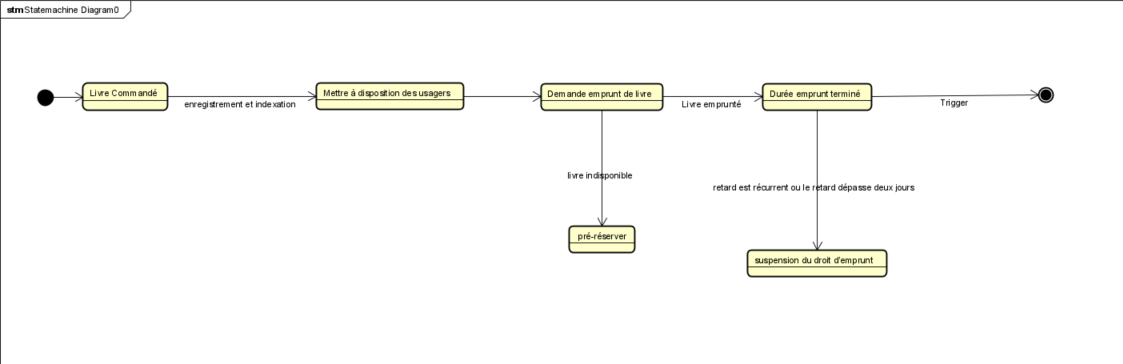 stm Statemachine Diagram0
Livre Commandé
enregistrement et indexation
Mettre à disposition des usagers
Demande emprunt de livre
Livre emprunté
Durée emprunt terminé
Trigger
livre indisponible
retard est récurrent ou le retard dépasse deux jours
pré-réserver
suspension du droit d'emprunt